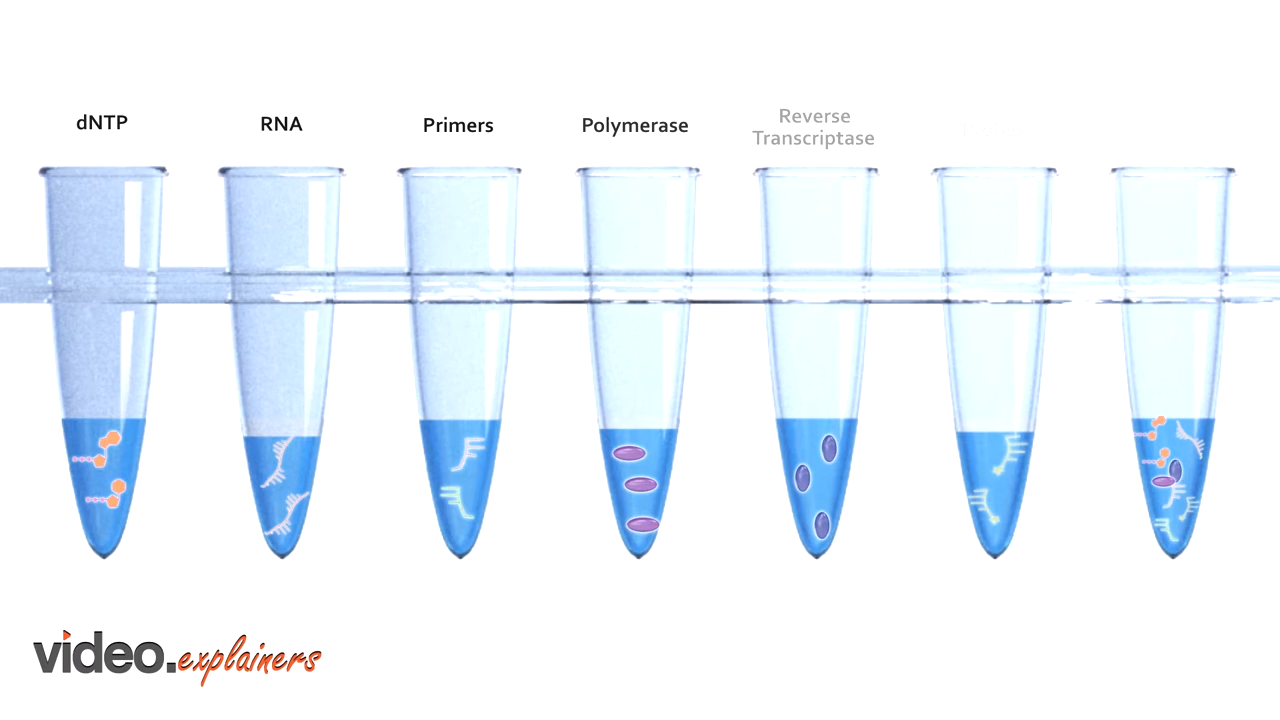 dNTP
RNA
Primers
Polymerase
Reverse
Transcriptase
video.explainers